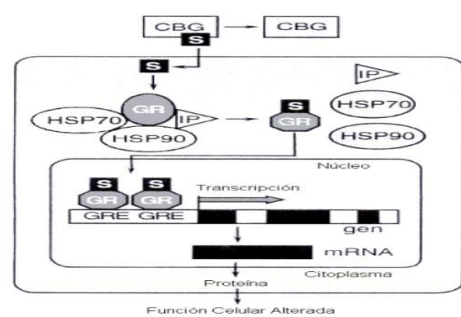 CBG CBG
S
S
GR
HSP70 IP
HSP90
S
GR
IP
HSP70
HSP90
Núcleo
S S
GR GR
GRE GRE
Transcripción
gen
mRNA
Citoplasma
Proteína
Función Celular Alterada